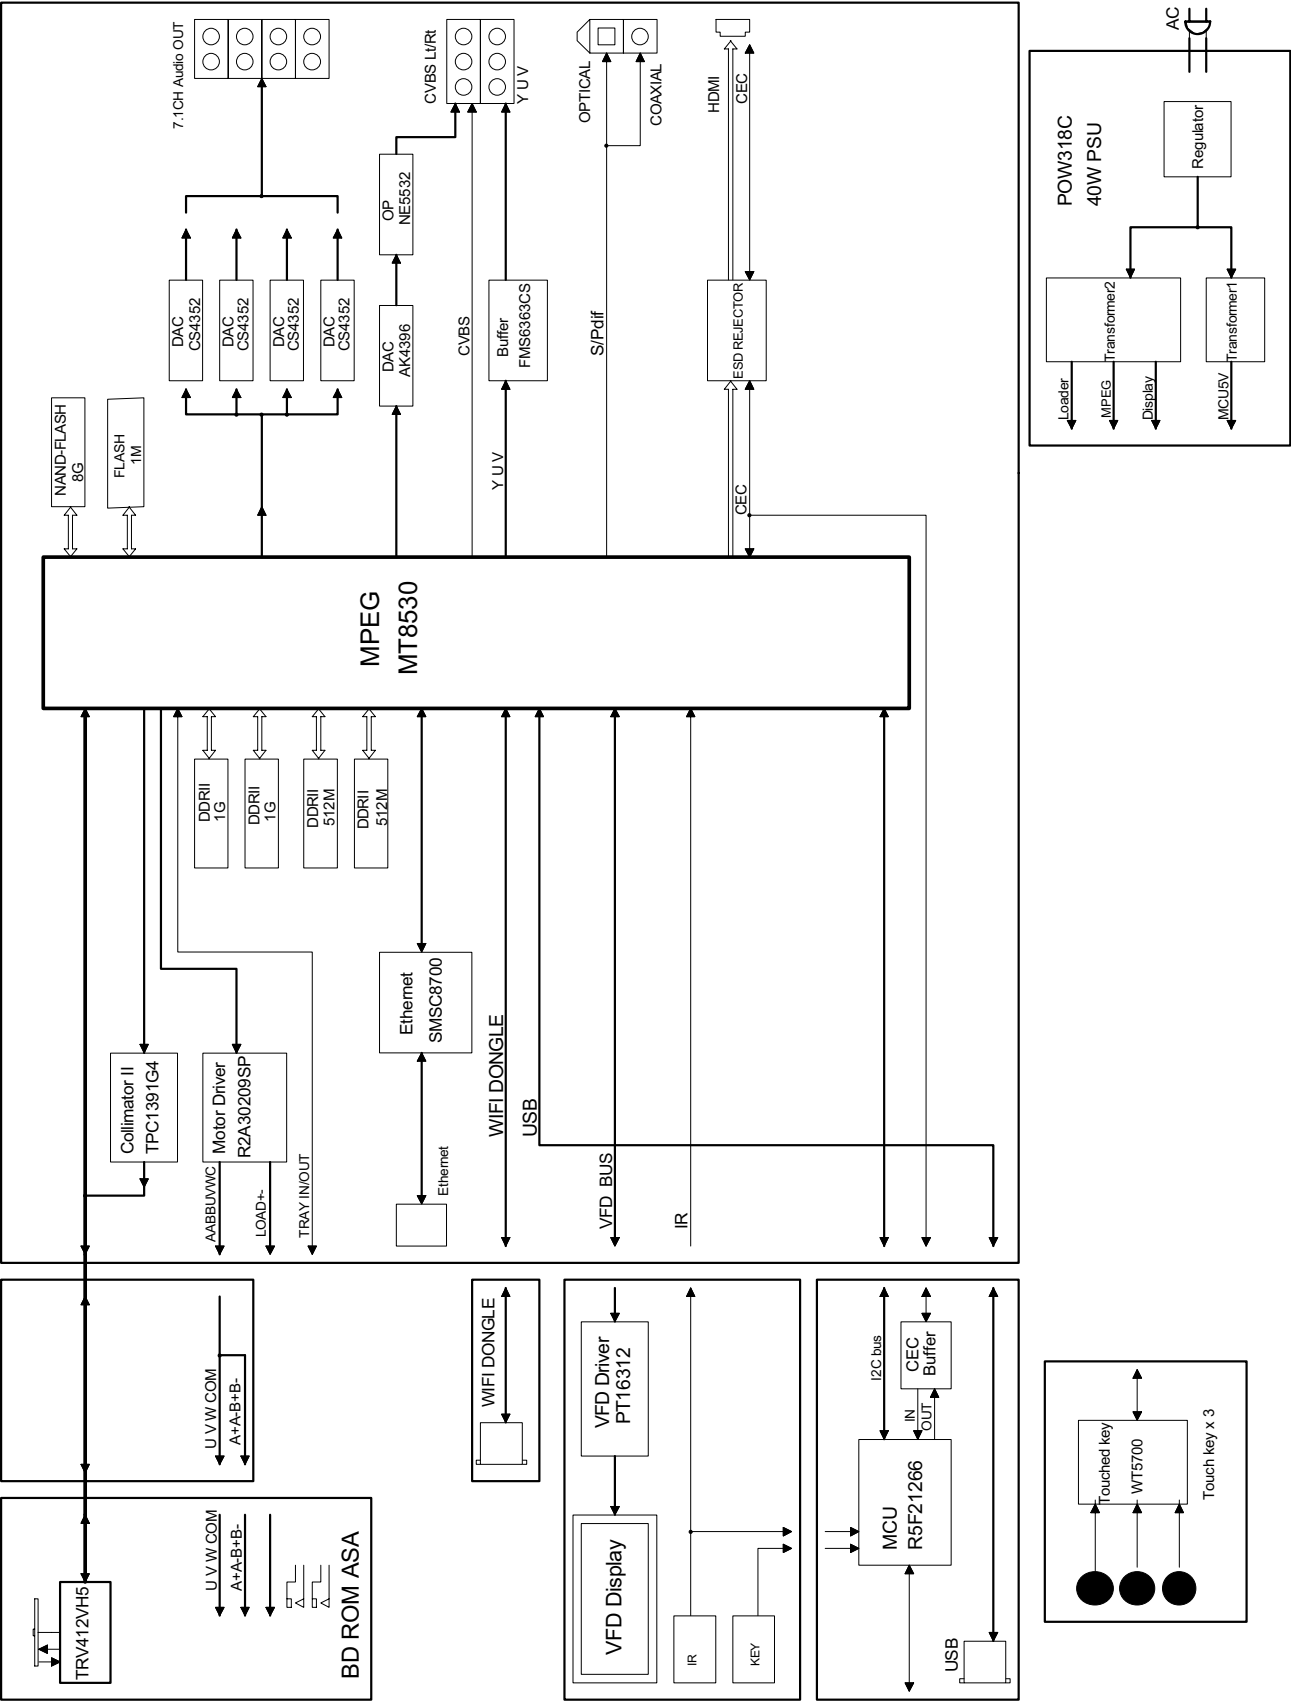 7.1CH Audio OUT
CVBS Lt/Rt
Y U V
OPTICAL
COAXIAL
HDMI
CEC
AC
POW318C
40W PSU
Regulator
Transformer2
Transformer1
Loader
MPEG
Display
MCU5V
OP
NE5532
DAC
CS4352
DAC
CS4352
DAC
CS4352
DAC
CS4352
DAC
AK4396
CVBS
Buffer
FMS6363CS
S/Pdif
ESD REJECTOR
NAND-FLASH
8G
FLASH
1M
Y U V
CEC
MPEG
MT8530
DDRII
1G
DDRII
1G
DDRII
512M
DDRII
512M
Collimator II
TPC1391G4
Motor Driver
R2A30209SP
Ethernet
SMSC8700
WIFI DONGLE
USB
AABBUVWC
LOAD+-
TRAY IN/OUT
Ethernet
VFD BUS
IR
U V W COM
A+A-B+B-
WIFI DONGLE
VFD Driver
PT16312
I2C bus
CEC
Buffer
IN
OUT
MCU
R5F21266
Touched key
WT5700
Touch key x 3
TRV412VH5
U V W COM
A+A-B+B-
BD ROM ASA
VFD Display
IR
KEY
USB